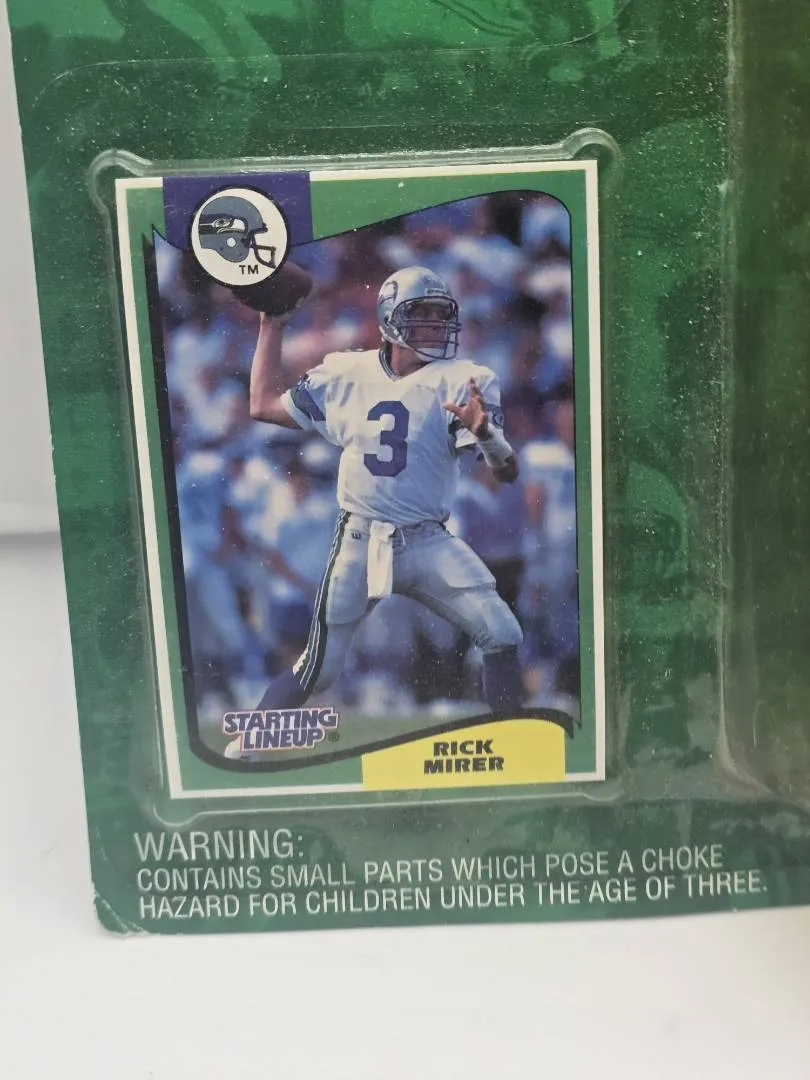 TM
3
STARTING
LINEUP®
RICK
MIRER
WARNING:
CONTAINS SMALL PARTS WHICH POSE A CHOKE
HAZARD FOR CHILDREN UNDER THE AGE OF THREE.